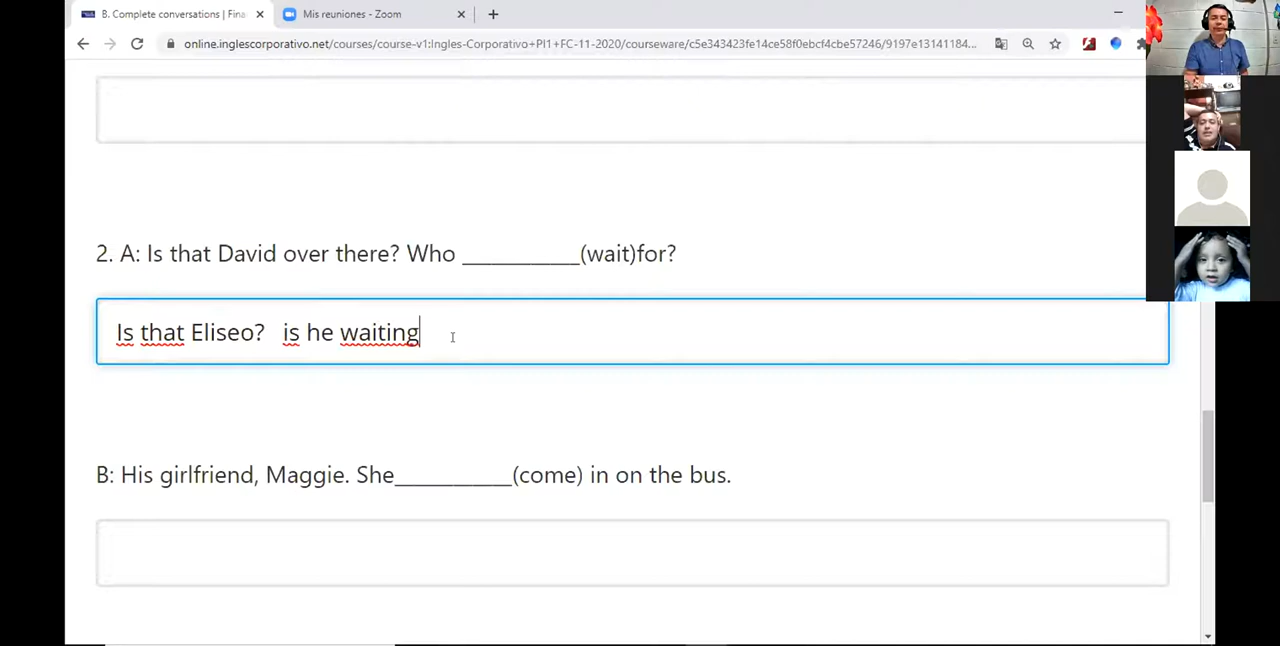 B. Complete conversations | Fina
Mis reuniones - Zoom
online.inglescorporativo.net/courses/course-v1:Ingles-Corporativo+PI1+FC-11-2020/courseware/c5e343423fe14ce58f0ebcf4cbe57246/9197e13141184...
2. A: Is that David over there? Who __________(wait)for?
Is that Eliseo?   is he waiting
B: His girlfriend, Maggie. She__________(come) in on the bus.